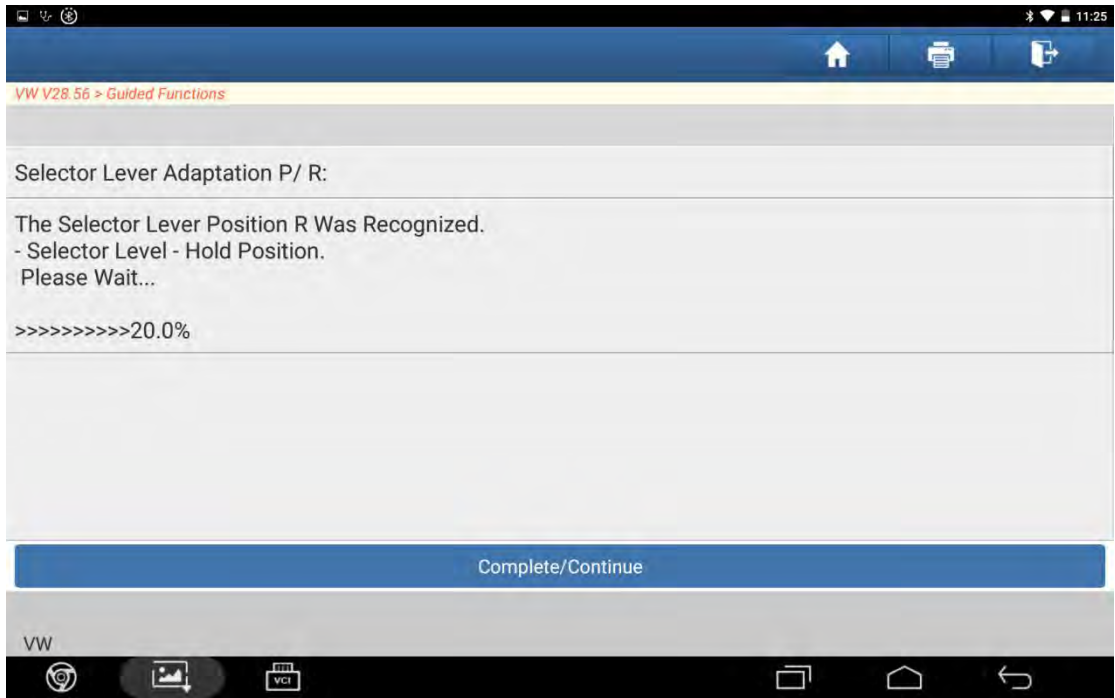 11:25
VW V28.56 > Guided Functions
Selector Lever Adaptation P/ R:
The Selector Lever Position R Was Recognized.
- Selector Level - Hold Position.
Please Wait...
>>>>>>>>>>20.0%
Complete/Continue
VW
VCI